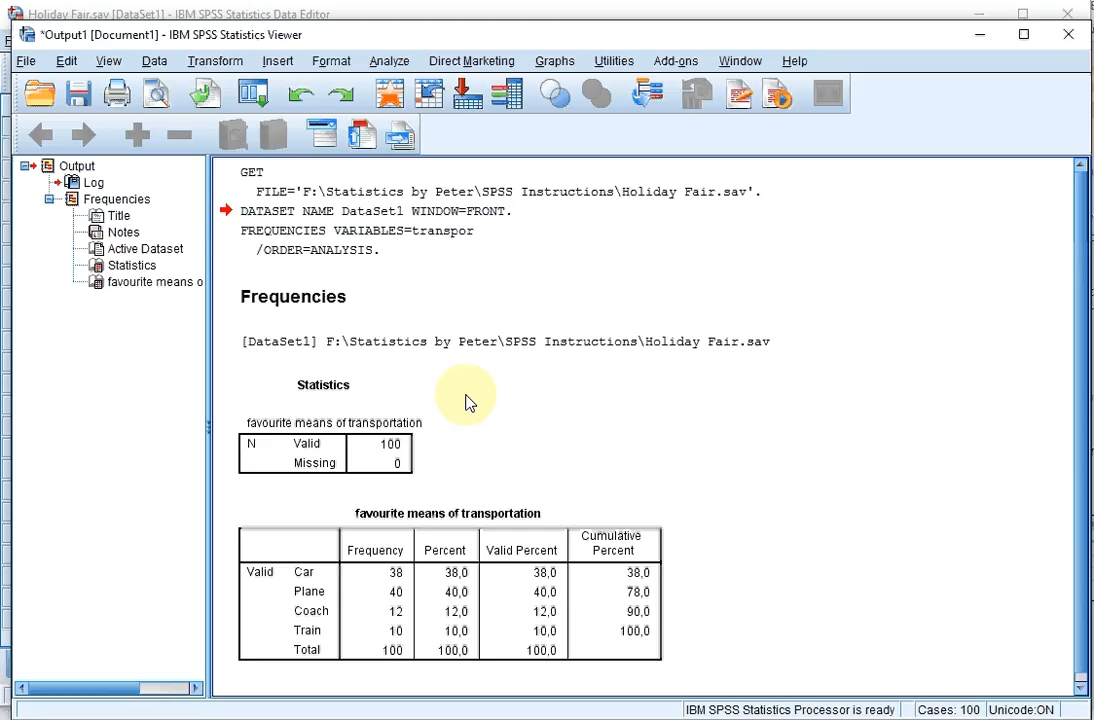 Holiday Fair.sav [DataSet1] - IBM SPSS Statistics Data Editor
*Output1 [Document1] - IBM SPSS Statistics Viewer
File Edit View Data Transform Insert Format Analyze Direct Marketing Graphs Utilities Add-ons Window Help
Output
Log
Frequencies
Title
Notes
Active Dataset
Statistics
favourite means o
GET
FILE='F:\Statistics by Peter\SPSS Instructions\Holiday Fair.sav'.
DATASET NAME DataSet1 WINDOW=FRONT.
FREQUENCIES VARIABLES=transpor
/ORDER=ANALYSIS.
Frequencies
[DataSet1] F:\Statistics by Peter\SPSS Instructions\Holiday Fair.sav
Statistics
favourite means of transportation
N Valid 100
Missing 0
favourite means of transportation
Frequency Percent Valid Percent Cumulative Percent
Valid Car 38 38,0 38,0 38,0
Plane 40 40,0 40,0 78,0
Coach 12 12,0 12,0 90,0
Train 10 10,0 10,0 100,0
Total 100 100,0 100,0
IBM SPSS Statistics Processor is ready Cases: 100 Unicode:ON